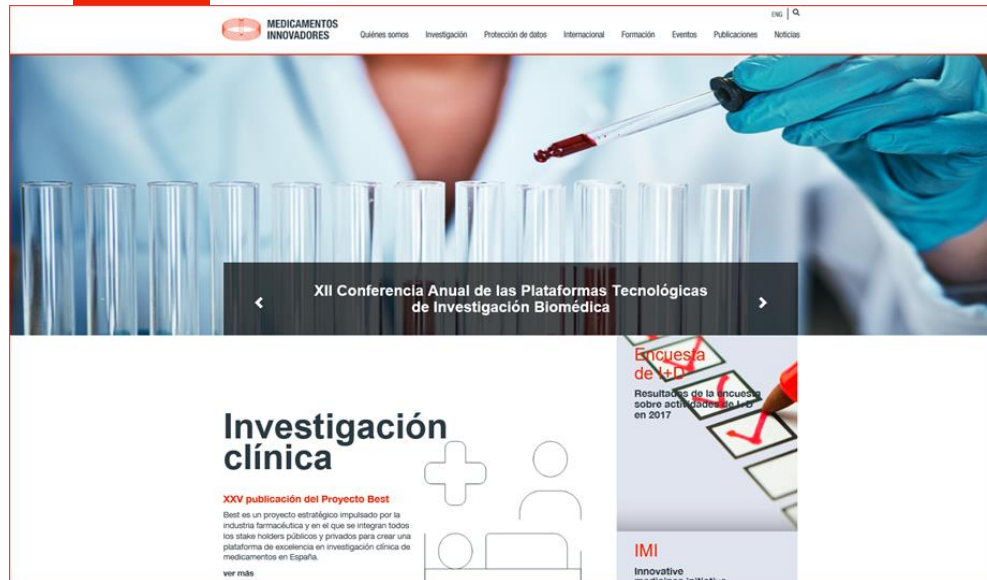 ENG
MEDICAMENTOS
INNOVADORES
Quiénes somos Investigación Protección de datos Internacional Formación Eventos Publicaciones Noticias
XII Conferencia Anual de las Plataformas Tecnológicas
de Investigación Biomédica
Investigación
clínica
XXV publicación del Proyecto Best
Best es un proyecto estratégico impulsado por la
industria farmacéutica y en el que se integran todos
los stake holders públicos y privados para crear una
plataforma de excelencia en investigación clínica de
medicamentos en España.
ver más
Encuesta
de I+D
Resultados de la encuesta
sobre actividades de I+D
en 2017
IMI
Innovative
medicines initiative